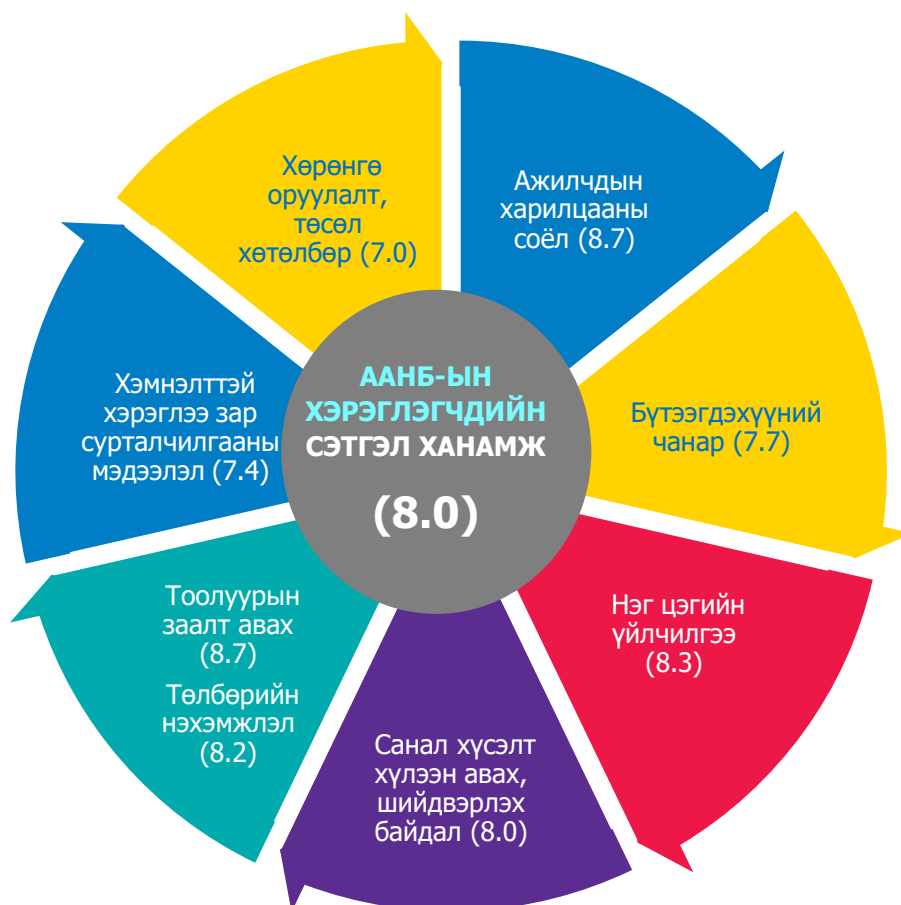 Хөрөнгө
оруулалт,
төсөл
хөтөлбөр (7.0)
Ажилчдын
харилцааны
соёл (8.7)
Бүтээгдэхүүний
чанар (7.7)
Нэг цэгийн
үйлчилгээ
(8.3)
Санал хүсэлт
хүлээн авах,
шийдвэрлэх
байдал (8.0)
Тоолуурын
заалт авах
(8.7)
Төлбөрийн
нэхэмжлэл
(8.2)
Хэмнэлттэй
хэрэглээ зар
сурталчилгааны
мэдээлэл (7.4)
ААНБ-ЫН
ХЭРЭГЛЭГЧДИЙН
СЭТГЭЛ ХАНАМЖ
(8.0)